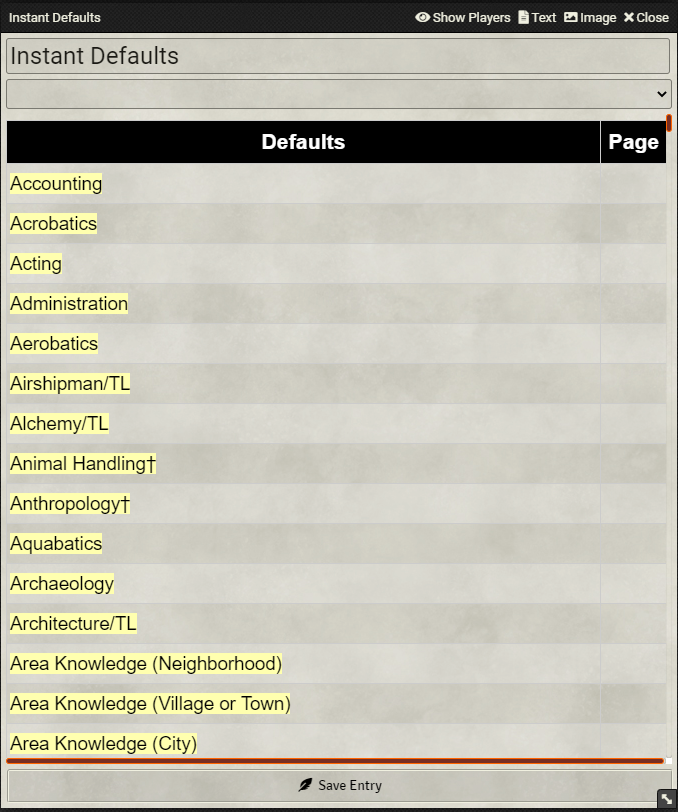 Instant Defaults Show Players Text Image Close
Instant Defaults
Defaults Page
Accounting
Acrobatics
Acting
Administration
Aerobatics
Airshipman/TL
Alchemy/TL
Animal Handling†
Anthropology†
Aquabatics
Archaeology
Architecture/TL
Area Knowledge (Neighborhood)
Area Knowledge (Village or Town)
Area Knowledge (City)
Save Entry